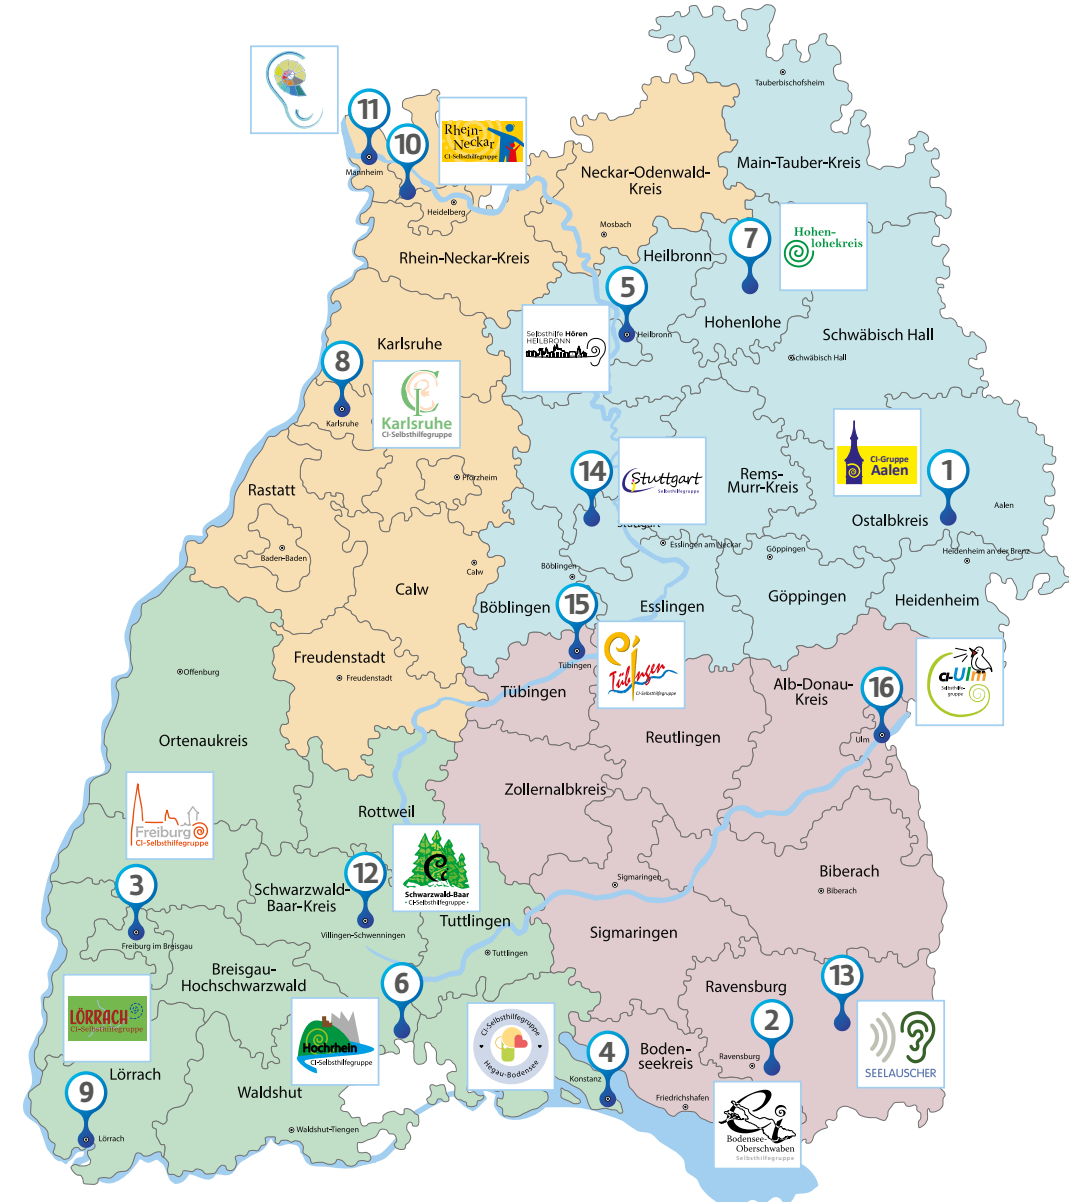 Tauberbischofsheim
11
10
Rhein-
Neckar
CI-Selbsthilfegruppe
Main-Tauber-Kreis
Mannheim
Neckar-Odenwald-
Kreis
Heidelberg
Mosbach
7
Hohen-
lohekreis
Rhein-Neckar-Kreis
Heilbronn
5
Hohenlohe
Selbsthilfe Hören
HEILBRONN
Heilbronn
Schwäbisch Hall
Schwäbisch Hall
Karlsruhe
8
CI
Karlsruhe
CI-Selbsthilfegruppe
Karlsruhe
CI-Gruppe
Aalen
1
14
Stuttgart
Selbsthilfegruppe
Rems-
Murr-Kreis
Pforzheim
Rastatt
Aalen
Ostalbkreis
Stuttgart
Esslingen am Neckar
Göppingen
Heidenheim an der Brenz
Baden-Baden
Calw
Böblingen
Calw
Böblingen
15
Esslingen
Göppingen
Heidenheim
Freudenstadt
Tübingen
Tübingen
CI-Selbsthilfegruppe
CI-Ulm
Selbsthilfe-
gruppe
Offenburg
Freudenstadt
Tübingen
Alb-Donau-
Kreis
16
Ortenaukreis
Reutlingen
Ulm
Zollernalbkreis
Rottweil
Freiburg
CI-Selbsthilfegruppe
Schwarzwald-Baar
- CI-Selbsthilfegruppe -
3
Schwarzwald-
Baar-Kreis
12
Sigmaringen
Biberach
Biberach
Tuttlingen
Villingen-Schwenningen
Sigmaringen
Freiburg im Breisgau
Tuttlingen
Breisgau-
Hochschwarzwald
6
Ravensburg
13
LÖRRACH
CI-Selbsthilfegruppe
Hochrhein
CI-Selbsthilfegruppe
CI-Selbsthilfegruppe
Hegau-Bodensee
4
Boden-
seekreis
2
Ravensburg
SEELAUSCHER
Lörrach
9
Waldshut
Konstanz
Friedrichshafen
Lörrach
Waldshut-Tiengen
Bodensee-
Oberschwaben
Selbsthilfegruppe